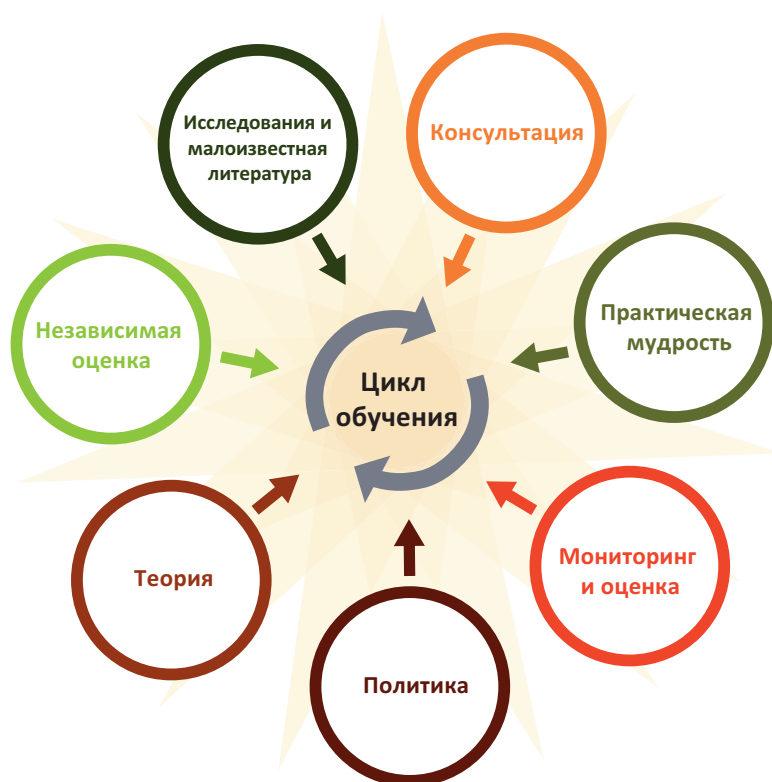 Исследования и
малоизвестная
литература
Консультация
Практическая
мудрость
Независимая
оценка
Цикл
обучения
Мониторинг
и оценка
Теория
Политика